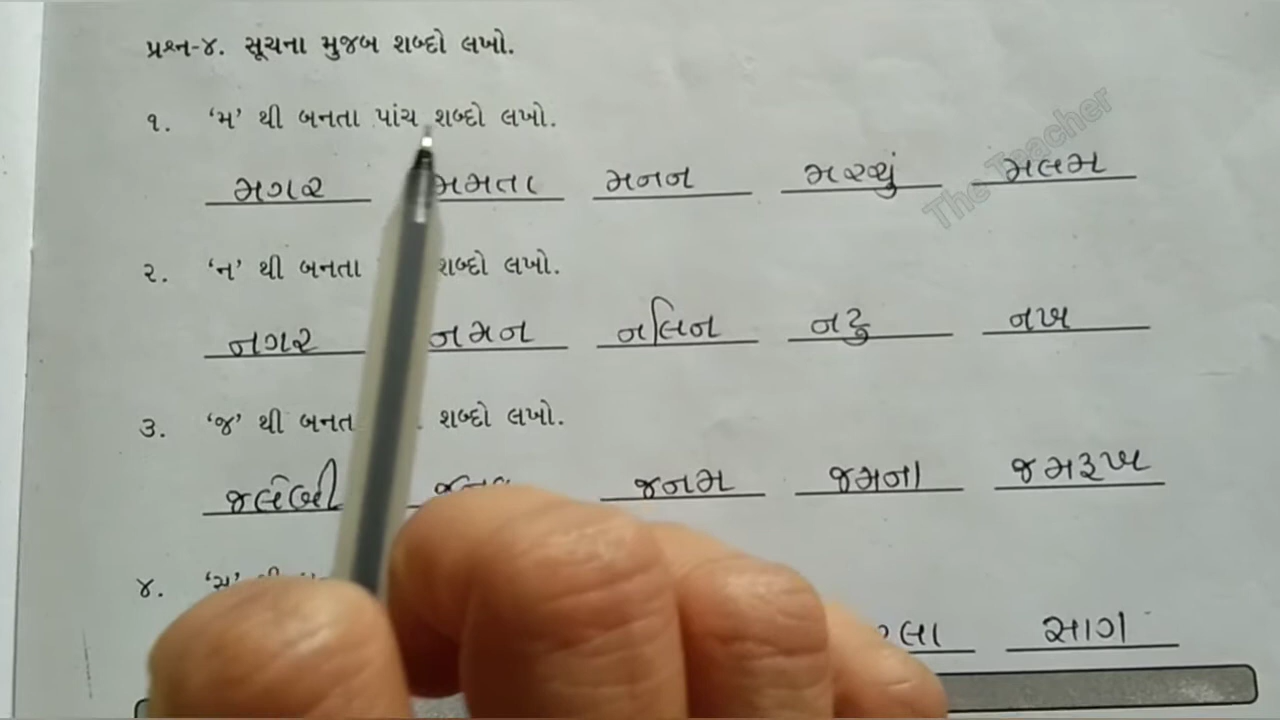 પ્રશ્ન-૪. સૂચના મુજબ શબ્દો લખો.
૧. ‘મ’ થી બનતા પાંચ શબ્દો લખો.
મગર મમતા મનન મરચું મલમ
The Teacher
૨. ‘ન’ થી બનતા શબ્દો લખો.
નગર નમન નલિન નટુ નખ
૩. ‘જ’ થી બનત શબ્દો લખો.
જલેબી જનમ જમના જમરૂખ
૪. ‘સ’
સાગ